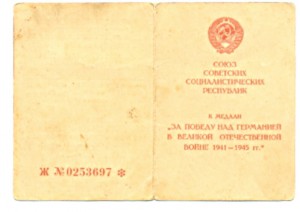 СОЮЗ
СОВЕТСКИХ
СОЦИАЛИСТИЧЕСКИХ
РЕСПУБЛИК
К МЕДАЛИ
„ЗА ПОБЕДУ НАД ГЕРМАНИЕЙ
В ВЕЛИКОЙ ОТЕЧЕСТВЕННОЙ
ВОЙНЕ 1941—1945 гг."
Ж №0253697 ✻